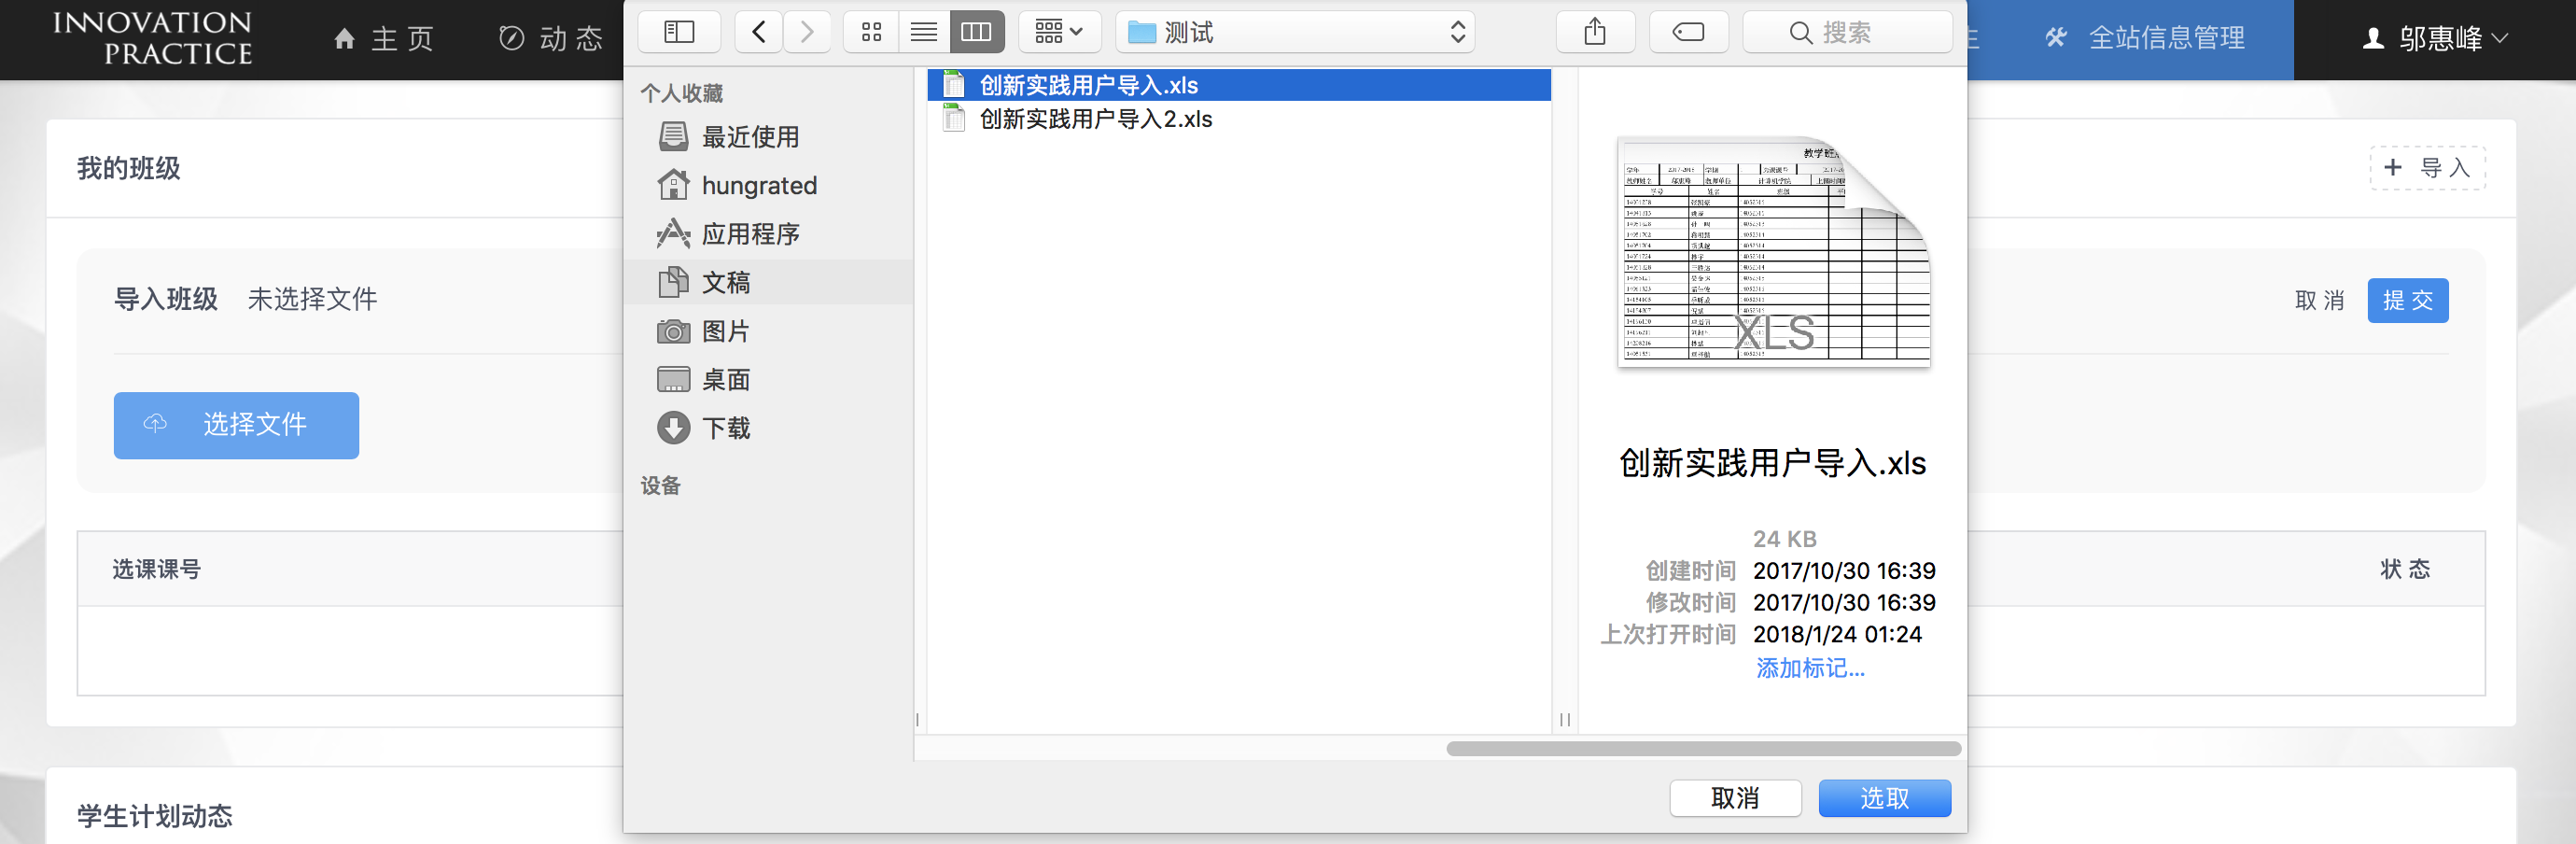 INNOVATION
PRACTICE
主 页
动 态
全站信息管理
邬惠峰
测试
搜索
我的班级
+ 导 入
导入班级 未选择文件
取 消
提 交
选择文件
选课课号
状 态
学生计划动态
个人收藏
最近使用
hungrated
应用程序
文稿
图片
桌面
下载
设备
创新实践用户导入.xls
创新实践用户导入2.xls
XLS
创新实践用户导入.xls
24 KB
创建时间 2017/10/30 16:39
修改时间 2017/10/30 16:39
上次打开时间 2018/1/24 01:24
添加标记...
取消
选取